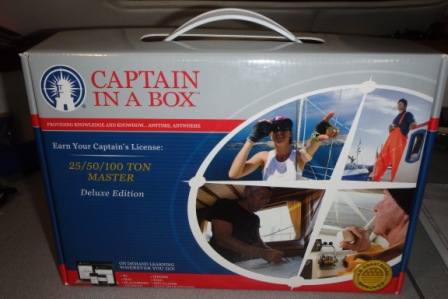 CAPTAIN
IN A BOX™
PROVIDING KNOWLEDGE AND KNOWHOW... ANYTIME, ANYWHERE
Earn Your Captain's License:
25/50/100 TON
MASTER
Deluxe Edition
ON DEMAND LEARNING
WHEREVER YOU GO!